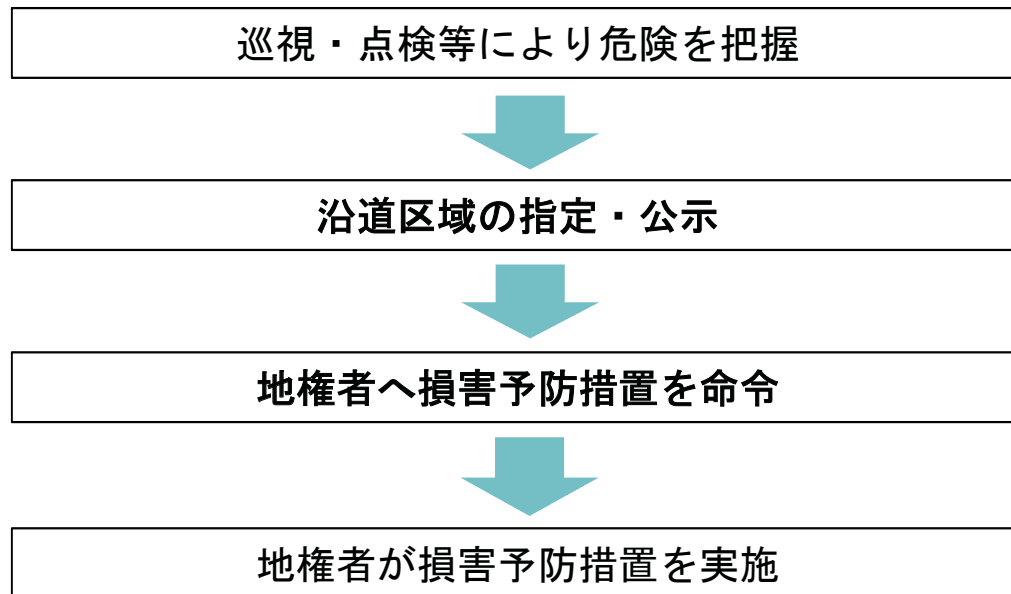 巡視・点検等により危険を把握
沿道区域の指定・公示
地権者へ損害予防措置を命令
地権者が損害予防措置を実施